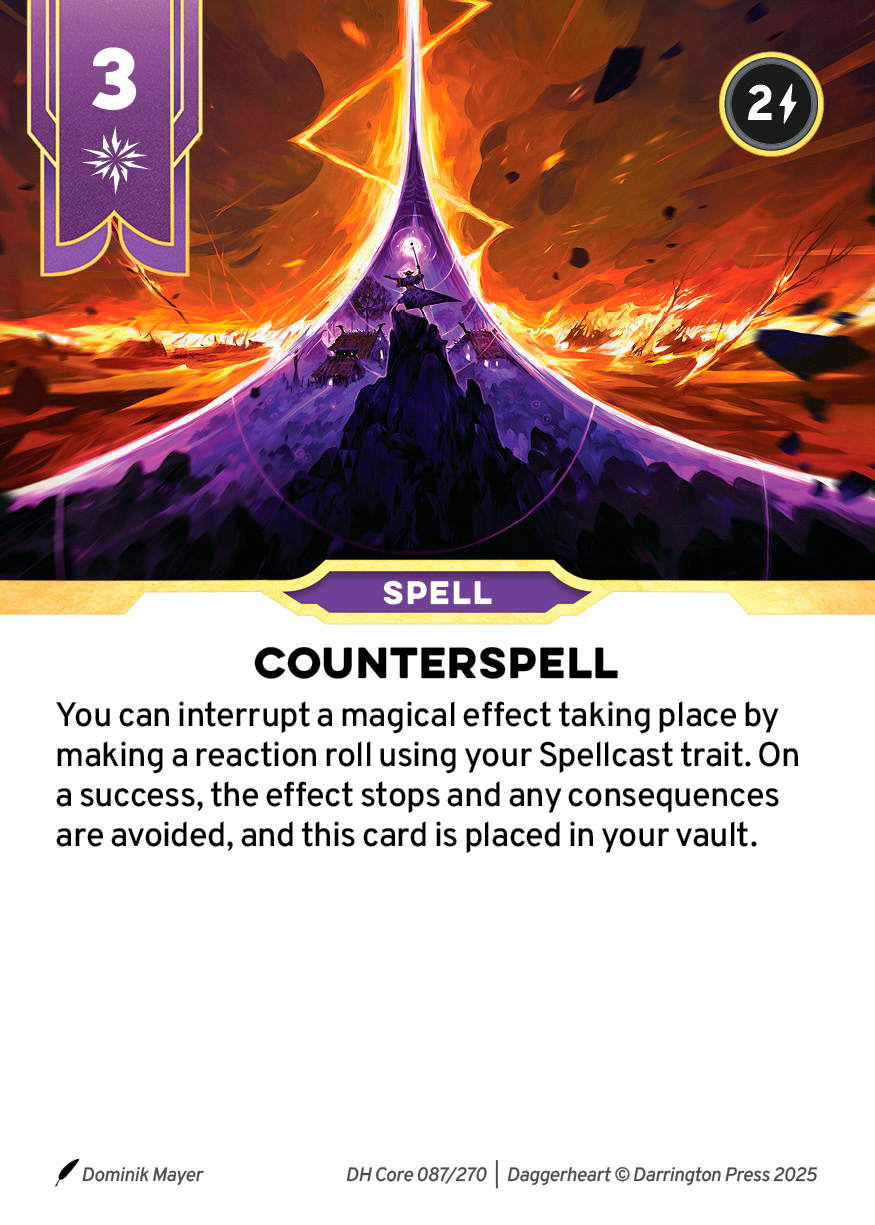 3
2
SPELL
COUNTERSPELL
You can interrupt a magical effect taking place by
making a reaction roll using your Spellcast trait. On
a success, the effect stops and any consequences
are avoided, and this card is placed in your vault.
Dominik Mayer
DH Core 087/270 | Daggerheart © Darrington Press 2025